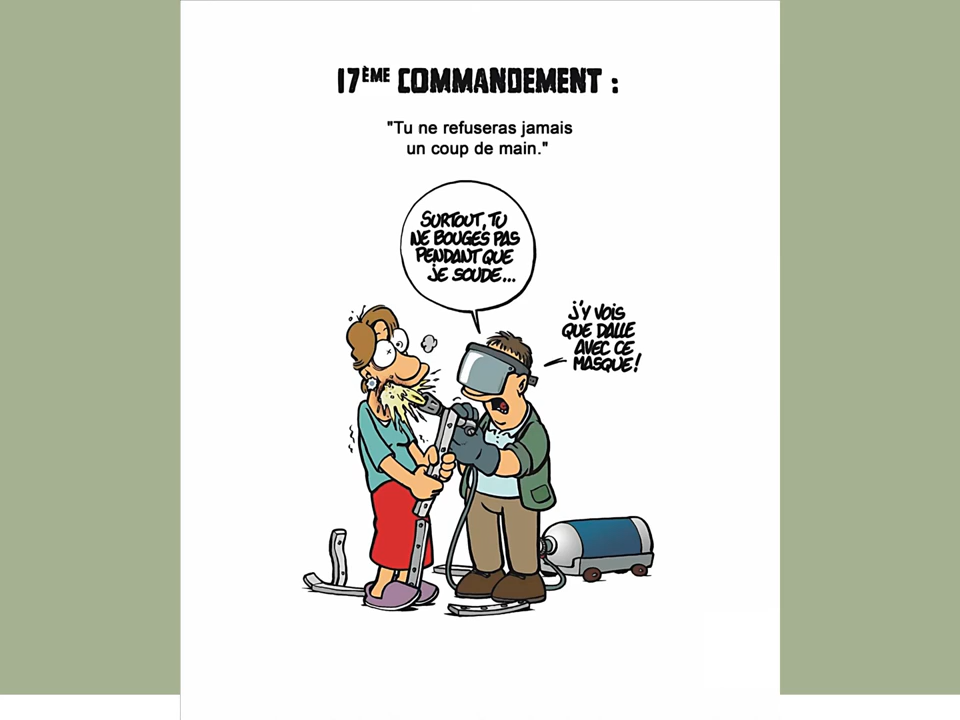 17ÈME COMMANDEMENT :
"Tu ne refuseras jamais
un coup de main."
SURTOUT, TU
NE BOUGES PAS
PENDANT QUE
JE SOUDE...
J'Y VOIS
QUE DALLE
AVEC CE
MASQUE !